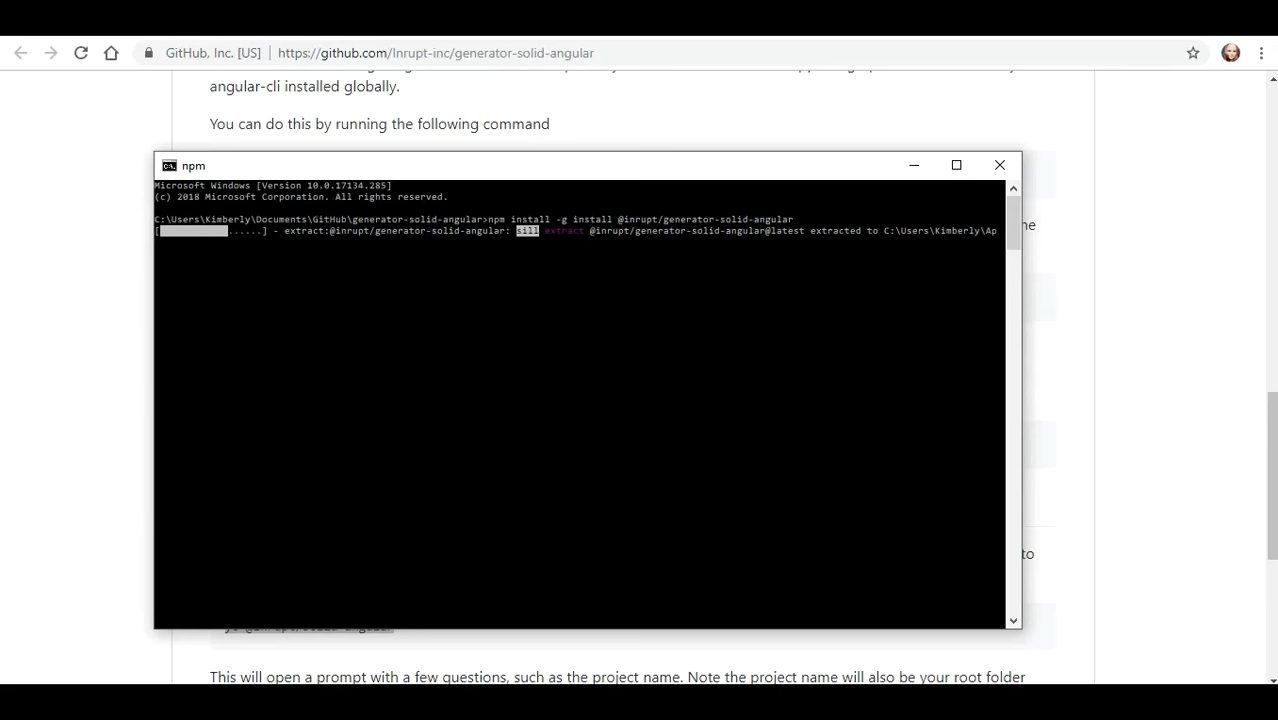 GitHub, Inc. [US] | https://github.com/Inrupt-inc/generator-solid-angular
angular-cli installed globally.
You can do this by running the following command
npm
Microsoft Windows [Version 10.0.17134.285]
(c) 2018 Microsoft Corporation. All rights reserved.
C:\Users\Kimberly\Documents\GitHub\generator-solid-angular>npm install -g install @inrupt/generator-solid-angular
[ ......] - extract:@inrupt/generator-solid-angular: sill extract @inrupt/generator-solid-angular@latest extracted to C:\Users\Kimberly\Ap
to
This will open a prompt with a few questions, such as the project name. Note the project name will also be your root folder